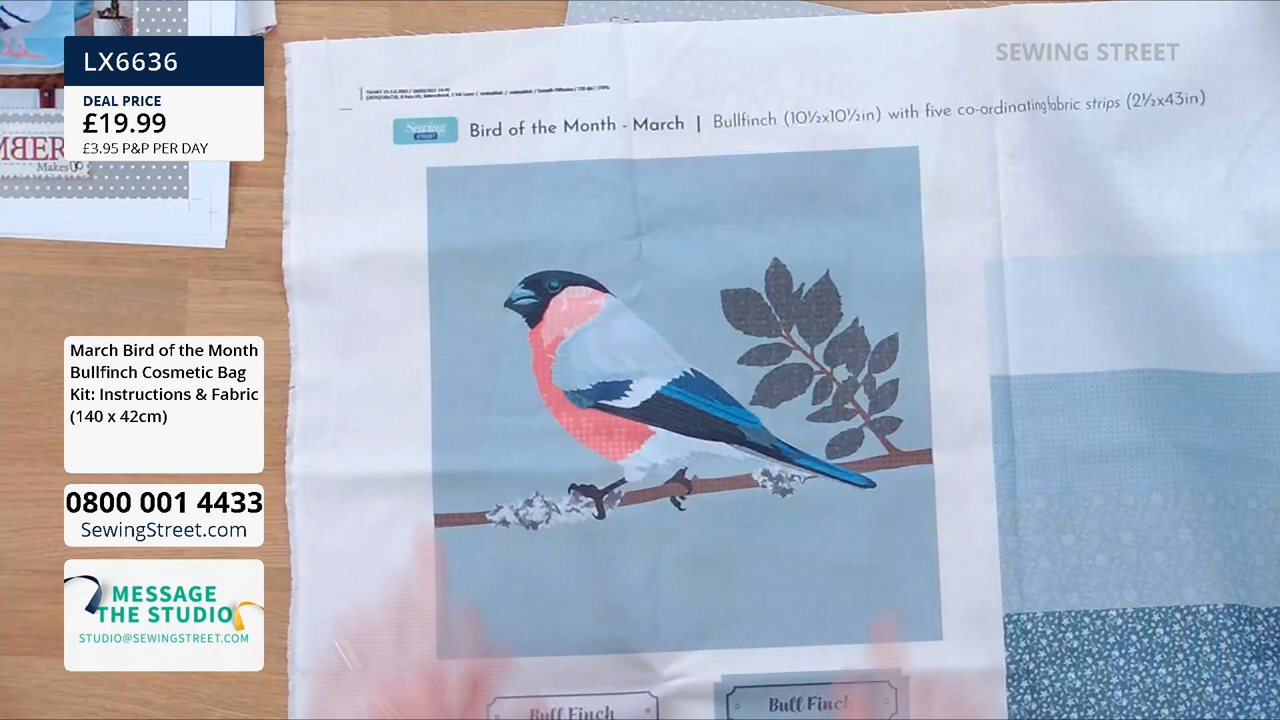 LX6636
DEAL PRICE
£19.99
£3.95 P&P PER DAY
SEWING STREET
MBER
Makes
Sewing
STREET
Bird of the Month - March | Bullfinch (10½x10½in) with five co-ordinating fabric strips (2½x43in)
March Bird of the Month
Bullfinch Cosmetic Bag
Kit: Instructions & Fabric
(140 x 42cm)
0800 001 4433
SewingStreet.com
MESSAGE
THE STUDIO
STUDIO@SEWINGSTREET.COM
Bull Finch
Bull Finch